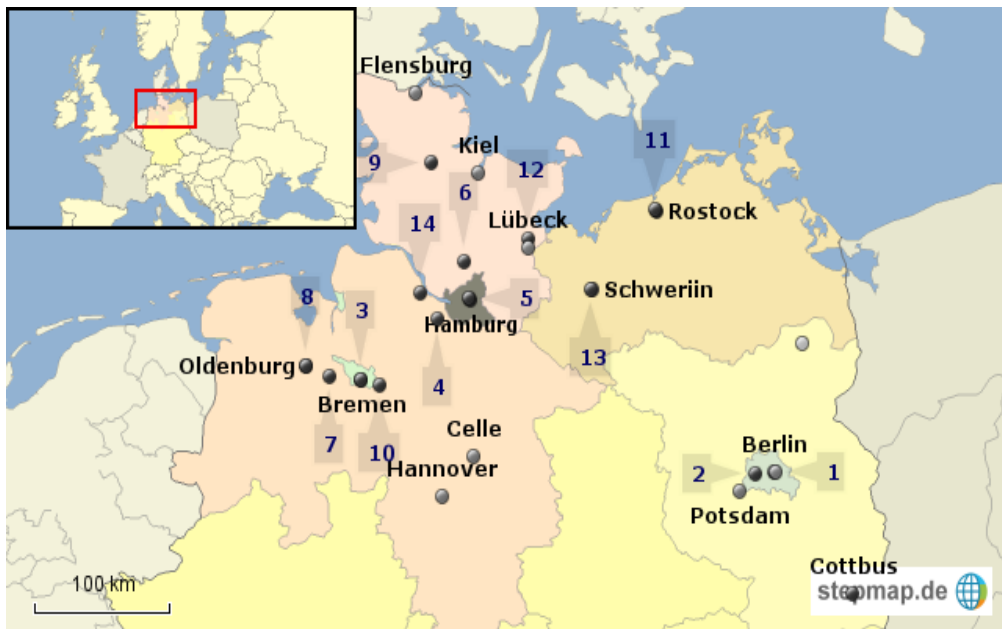 Flensburg
11
Kiel
9
12
6
14
Lübeck
Rostock
8
3
5
Schweriin
Hamburg
13
Oldenburg
4
Bremen
Celle
7
10
Berlin
Hannover
2
1
Potsdam
Cottbus
100 km
stepmap.de